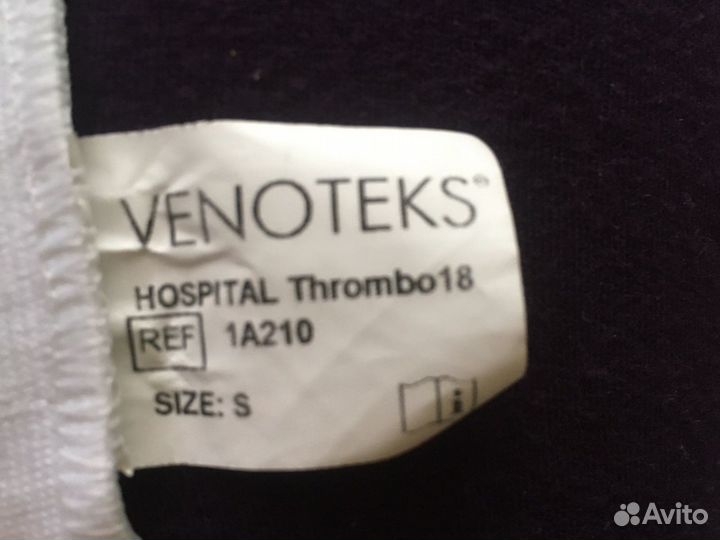 VENOTEKS®
HOSPITAL Thrombo18
REF 1A210
SIZE: S
i
Avito